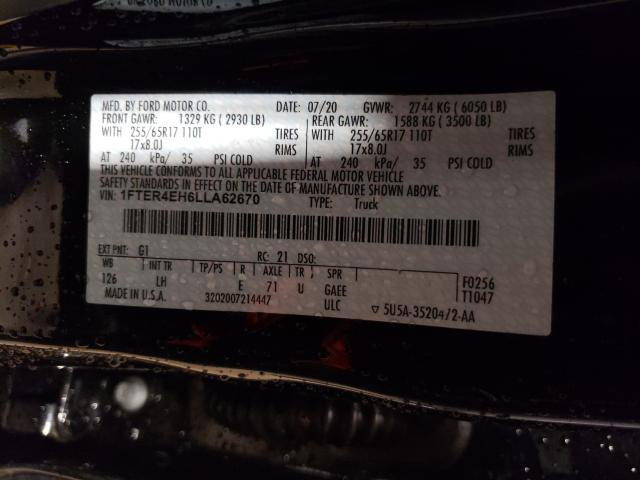 MFD. BY FORD MOTOR CO. DATE: 07/20 GVWR: 2744 KG ( 6050 LB)
FRONT GAWR: 1329 KG ( 2930 LB) REAR GAWR: 1588 KG ( 3500 LB)
WITH 255/65R17 110T TIRES WITH 255/65R17 110T TIRES
17x8.0J RIMS 17x8.0J RIMS
AT 240 kPa/ 35 PSI COLD AT 240 kPa/ 35 PSI COLD
THIS VEHICLE CONFORMS TO ALL APPLICABLE FEDERAL MOTOR VEHICLE
SAFETY STANDARDS IN EFFECT ON THE DATE OF MANUFACTURE SHOWN ABOVE.
VIN: 1FTER4EH6LLA62670 TYPE: Truck
EXT PNT: G1 RC: 21 DSO:
WB INT TR TP/PS R AXLE TR SPR
126 LH E 71 U GAEE F0256
MADE IN U.S.A. 3202007214447 ULC T1047
▽ 5U5A-35204/2-AA